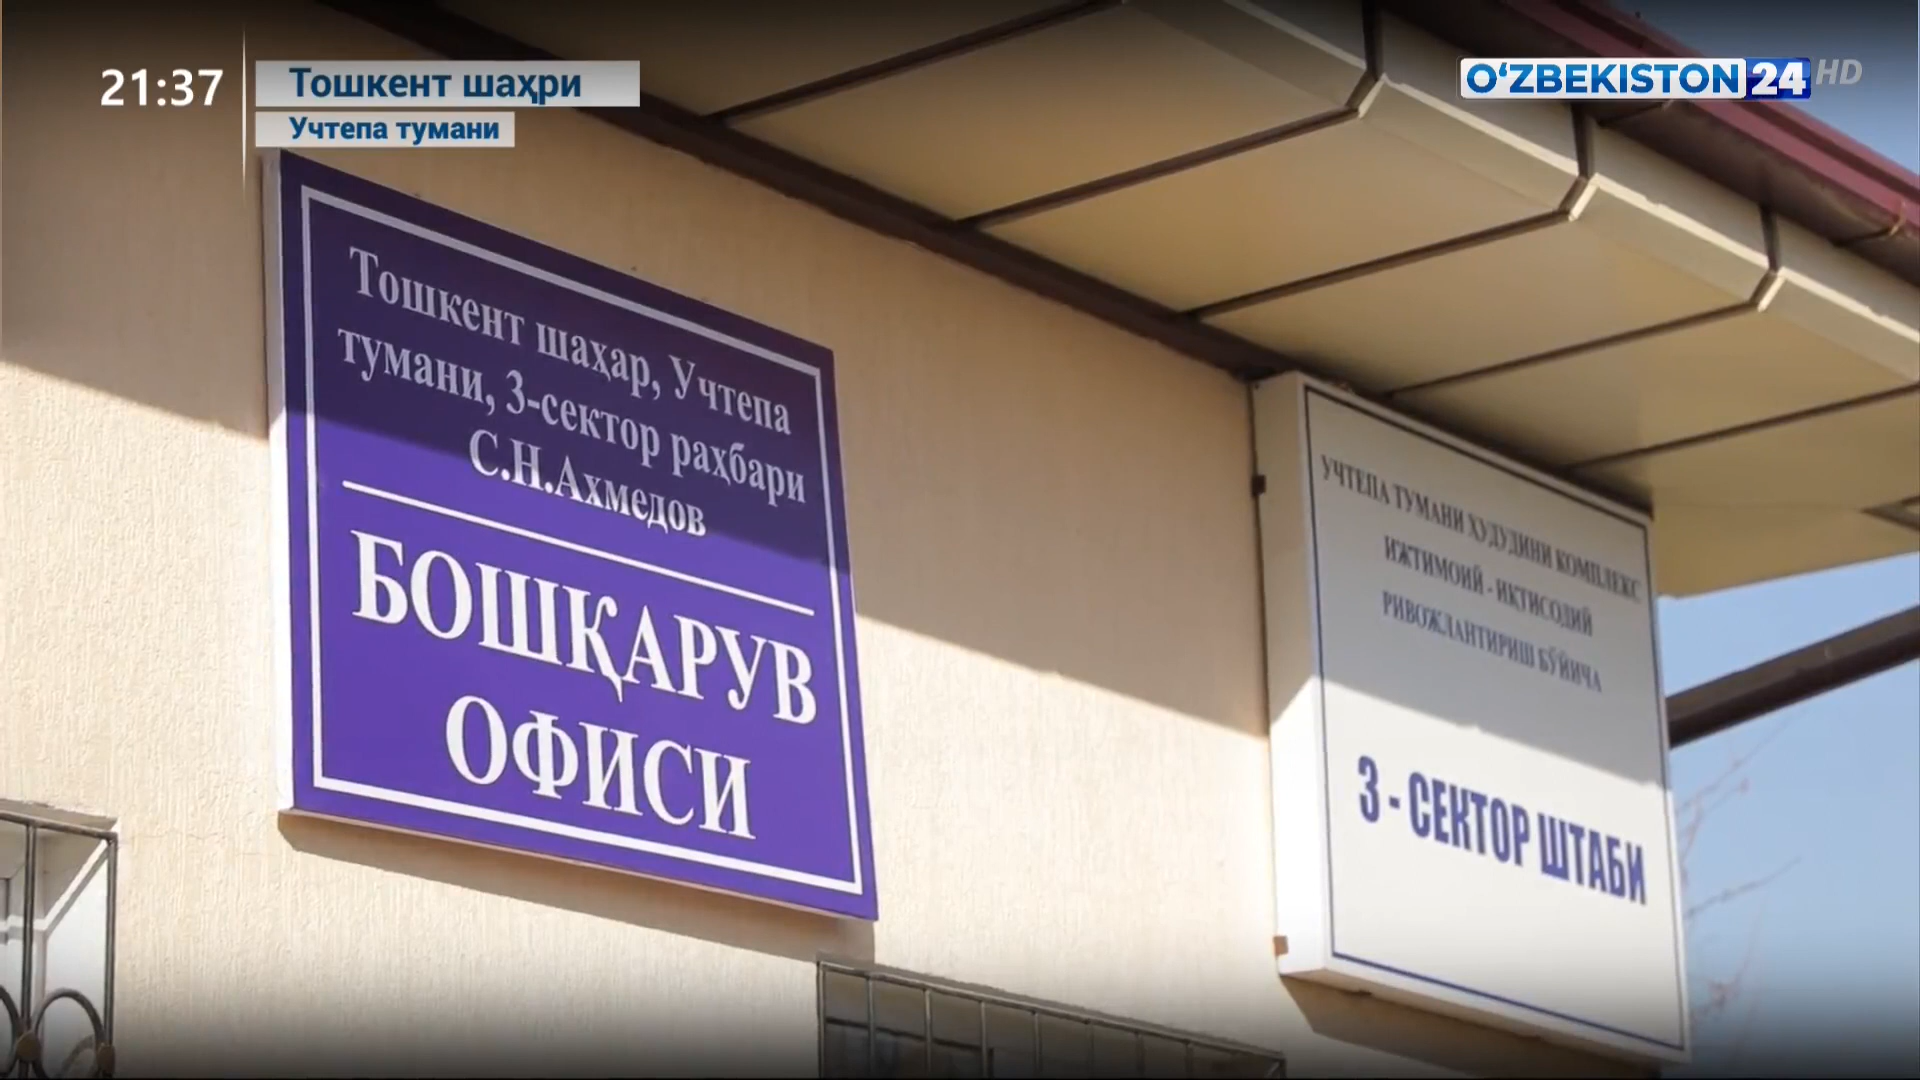 21:37
Тошкент шаҳри
Учтепа тумани
O‘ZBEKISTON 24 HD
Тошкент шаҳар, Учтепа
тумани, 3-сектор раҳбари
С.Н.Ахмедов
БОШҚАРУВ
ОФИСИ
УЧТЕПА ТУМАНИ ҲУДУДИНИ КОМПЛЕКС
ИЖТИМОИЙ - ИҚТИСОДИЙ
РИВОЖЛАНТИРИШ БЎЙИЧА
3 - СЕКТОР ШТАБИ